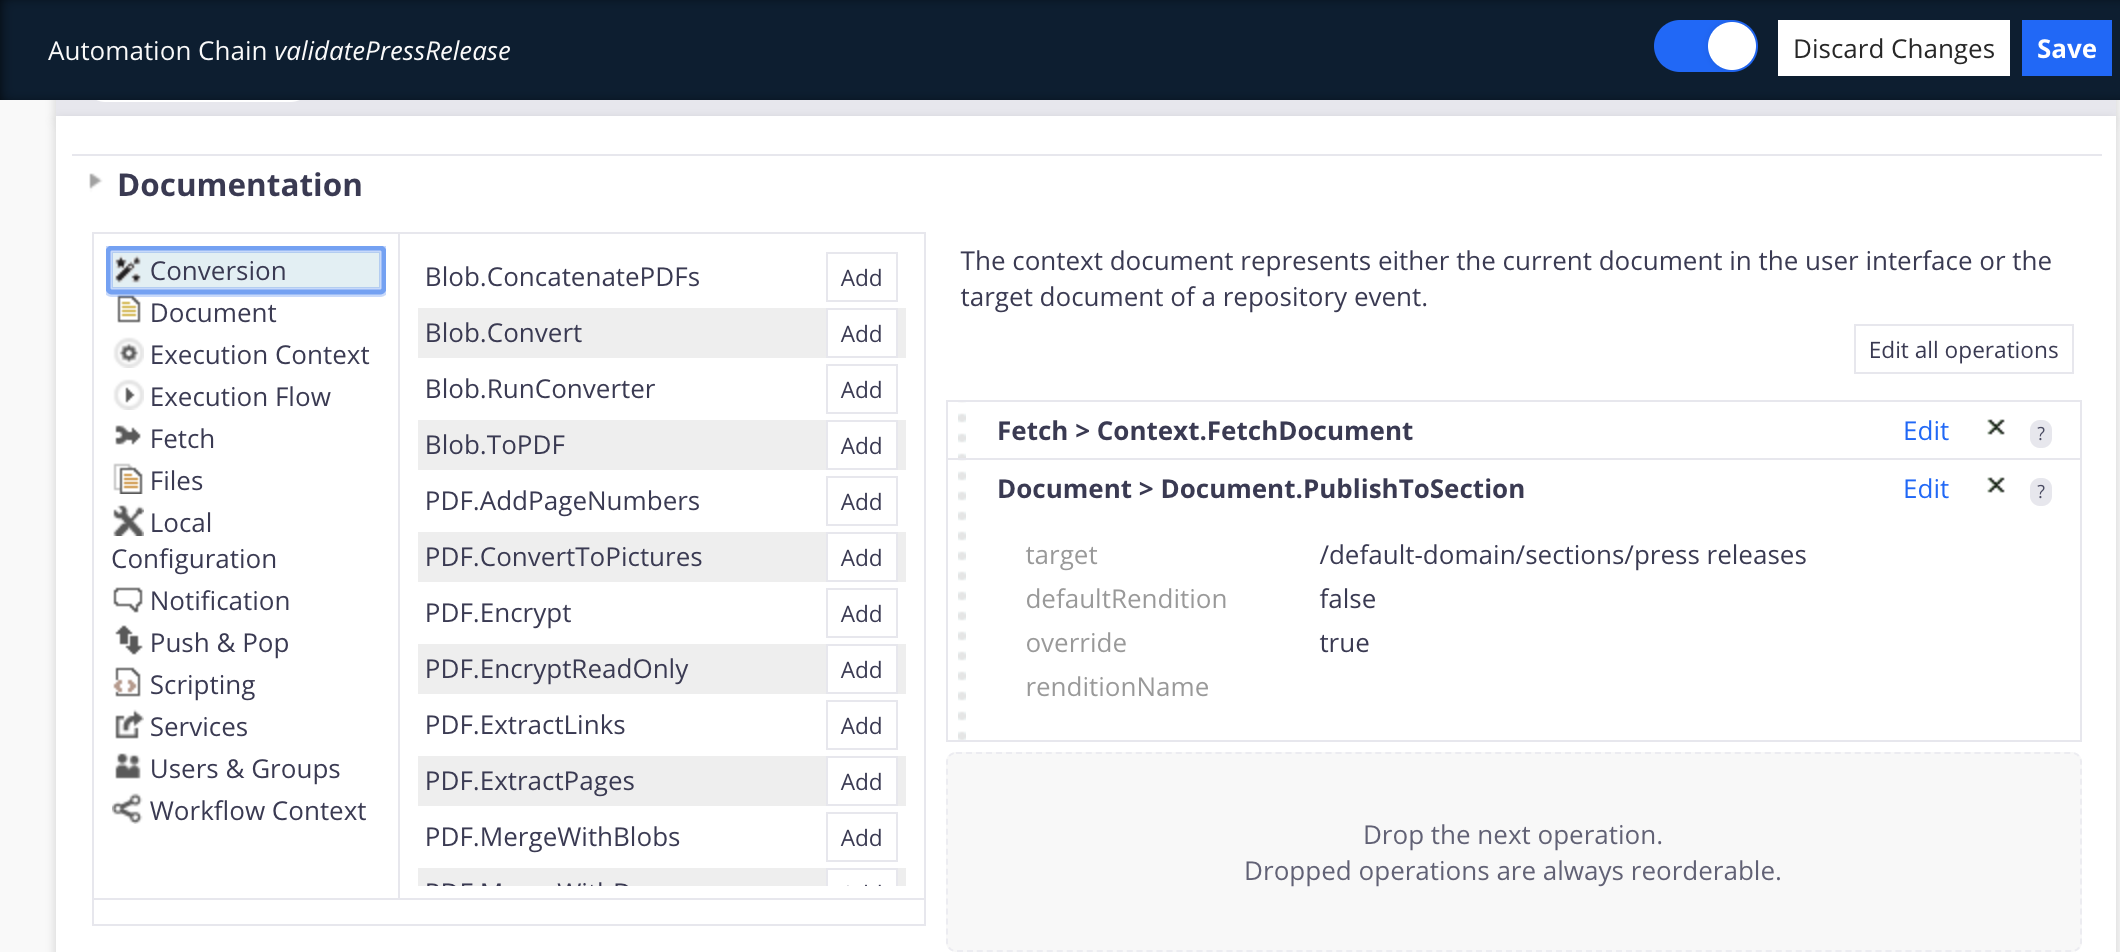 Automation Chain validatePressRelease
Discard Changes
Save
Documentation
Conversion
Document
Execution Context
Execution Flow
Fetch
Files
Local
Configuration
Notification
Push & Pop
Scripting
Services
Users & Groups
Workflow Context
Blob.ConcatenatePDFs Add
Blob.Convert Add
Blob.RunConverter Add
Blob.ToPDF Add
PDF.AddPageNumbers Add
PDF.ConvertToPictures Add
PDF.Encrypt Add
PDF.EncryptReadOnly Add
PDF.ExtractLinks Add
PDF.ExtractPages Add
PDF.MergeWithBlobs Add
The context document represents either the current document in the user interface or the
target document of a repository event.
Edit all operations
Fetch > Context.FetchDocument Edit ?
Document > Document.PublishToSection Edit ?
target /default-domain/sections/press releases
defaultRendition false
override true
renditionName
Drop the next operation.
Dropped operations are always reorderable.